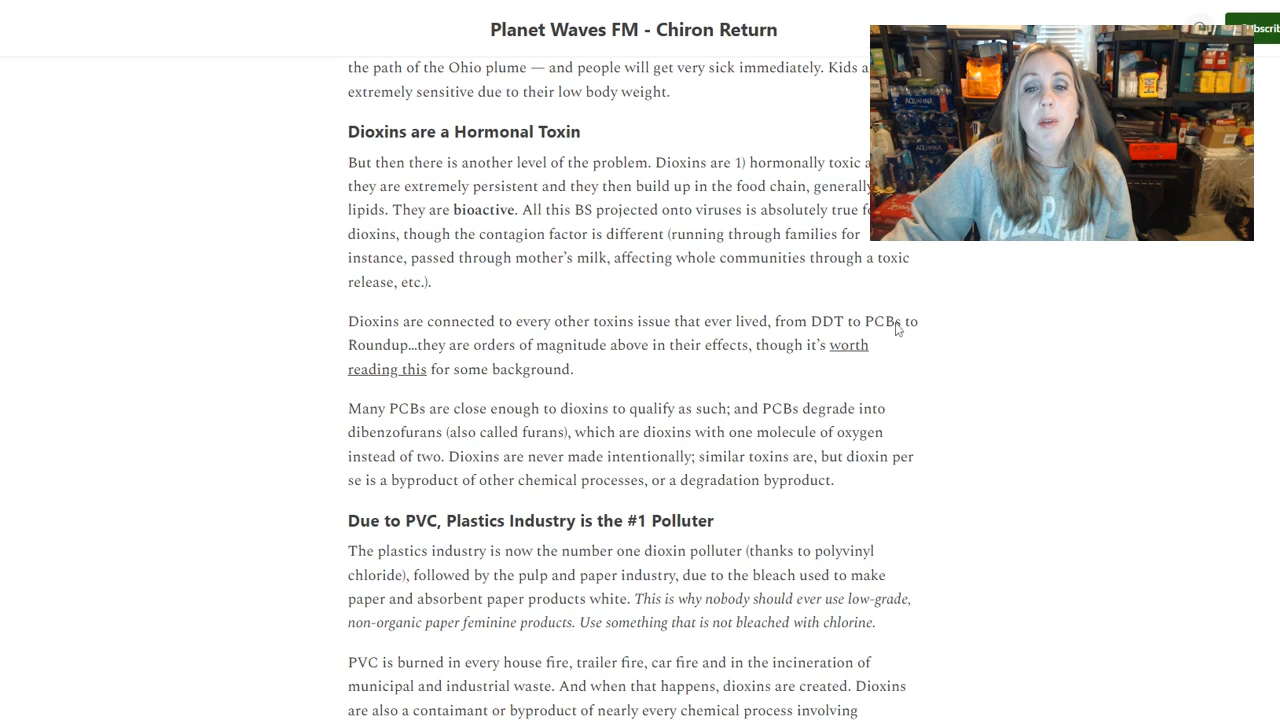 Planet Waves FM - Chiron Return
the path of the Ohio plume — and people will get very sick immediately. Kids a
extremely sensitive due to their low body weight.
Dioxins are a Hormonal Toxin
But then there is another level of the problem. Dioxins are 1) hormonally toxic
they are extremely persistent and they then build up in the food chain, generally
lipids. They are bioactive. All this BS projected onto viruses is absolutely true
dioxins, though the contagion factor is different (running through families for
instance, passed through mother's milk, affecting whole communities through a toxic
release, etc.).
Dioxins are connected to every other toxins issue that ever lived, from DDT to PCBs to
Roundup...they are orders of magnitude above in their effects, though it's worth
reading this for some background.
Many PCBs are close enough to dioxins to qualify as such; and PCBs degrade into
dibenzofurans (also called furans), which are dioxins with one molecule of oxygen
instead of two. Dioxins are never made intentionally; similar toxins are, but dioxin per
se is a byproduct of other chemical processes, or a degradation byproduct.
Due to PVC, Plastics Industry is the #1 Polluter
The plastics industry is now the number one dioxin polluter (thanks to polyvinyl
chloride), followed by the pulp and paper industry, due to the bleach used to make
paper and absorbent paper products white. This is why nobody should ever use low-grade,
non-organic paper feminine products. Use something that is not bleached with chlorine.
PVC is burned in every house fire, trailer fire, car fire and in the incineration of
municipal and industrial waste. And when that happens, dioxins are created. Dioxins
are also a contaimant or byproduct of nearly every chemical process involving
AQUAFINA